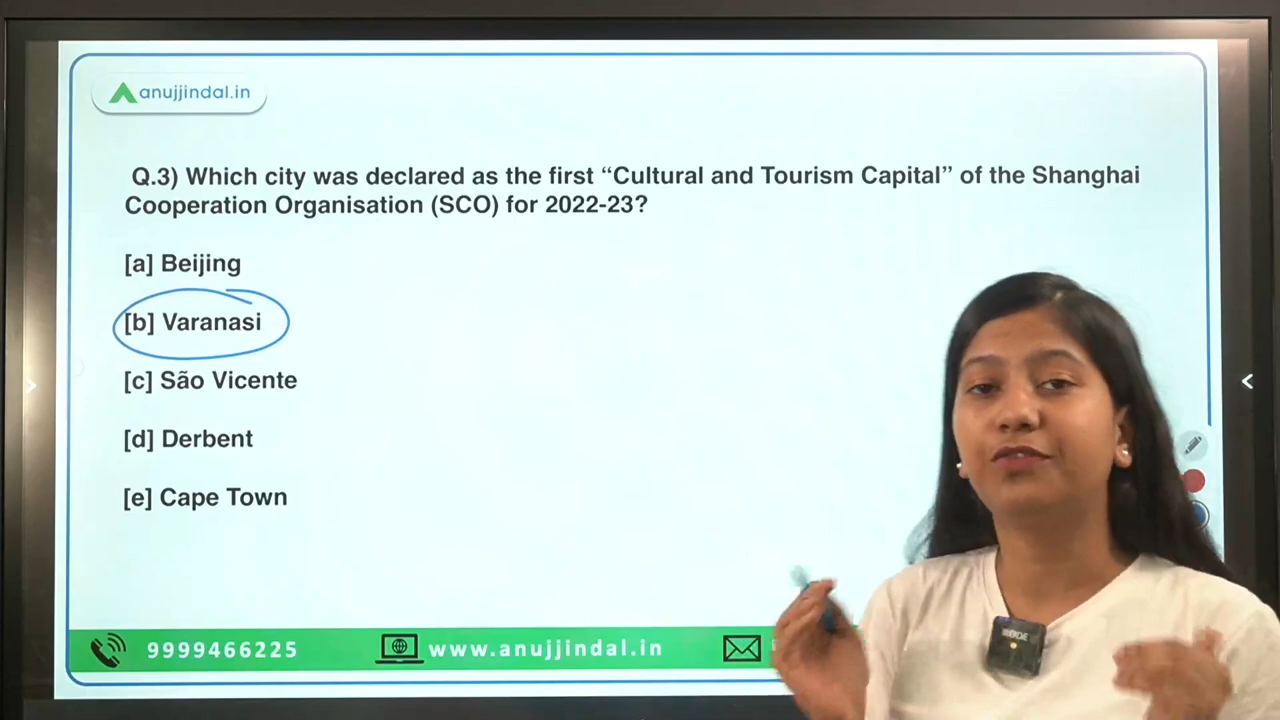 anujjindal.in
Q.3) Which city was declared as the first “Cultural and Tourism Capital” of the Shanghai
Cooperation Organisation (SCO) for 2022-23?
[a] Beijing
[b] Varanasi
[c] São Vicente
[d] Derbent
[e] Cape Town
9999466225
www.anujjindal.in
RØDE